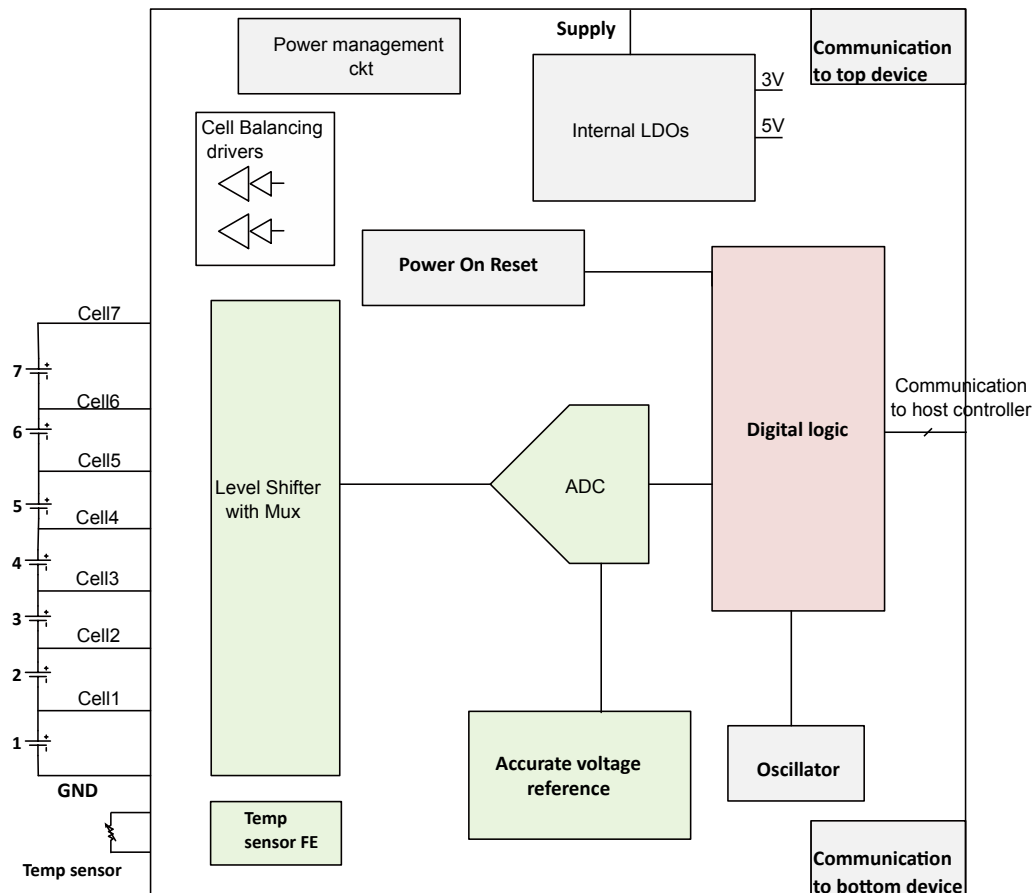 Power management
ckt
Supply
Communication
to top device
3V
5V
Internal LDOs
Cell Balancing
drivers
Power On Reset
Cell7
7
Cell6
6
Cell5
5
Cell4
4
Cell3
3
Cell2
2
Cell1
1
GND
Level Shifter
with Mux
ADC
Digital logic
Communication
to host controller
Accurate voltage
reference
Oscillator
Temp
sensor FE
Temp sensor
Communication
to bottom device